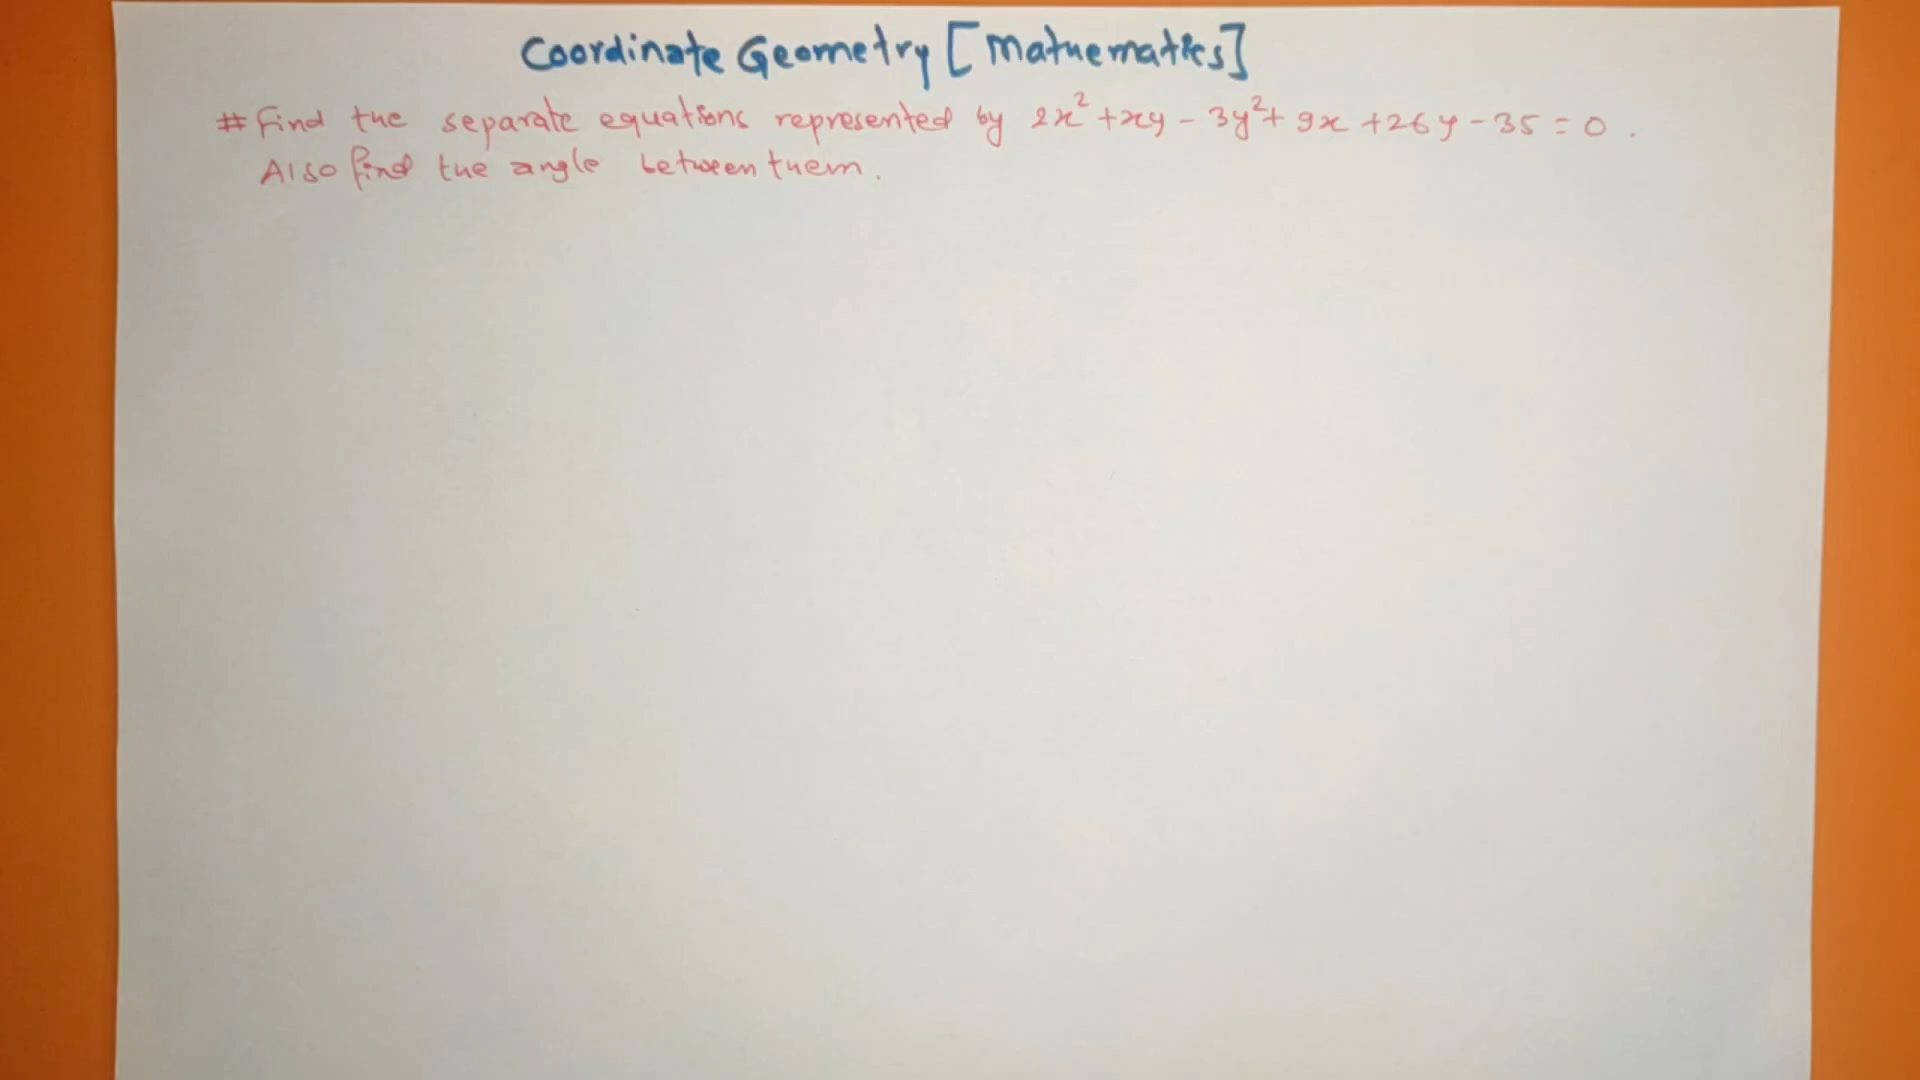 Coordinate Geometry [Mathematics]
# Find the separate equations represented by 2x² + xy - 3y² + 9x + 26y - 35 = 0 .
Also find the angle between them.